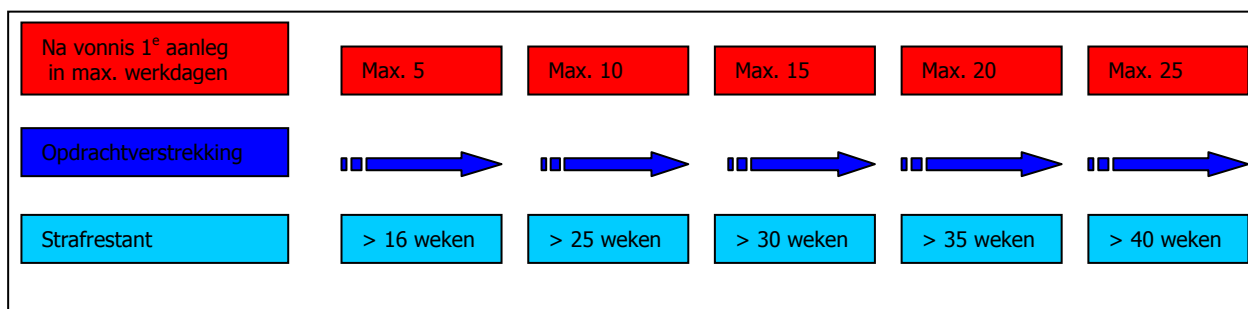 Na vonnis 1e aanleg
in max. werkdagen
Max. 5
Max. 10
Max. 15
Max. 20
Max. 25
Opdrachtverstrekking
Strafrestant
> 16 weken
> 25 weken
> 30 weken
> 35 weken
> 40 weken